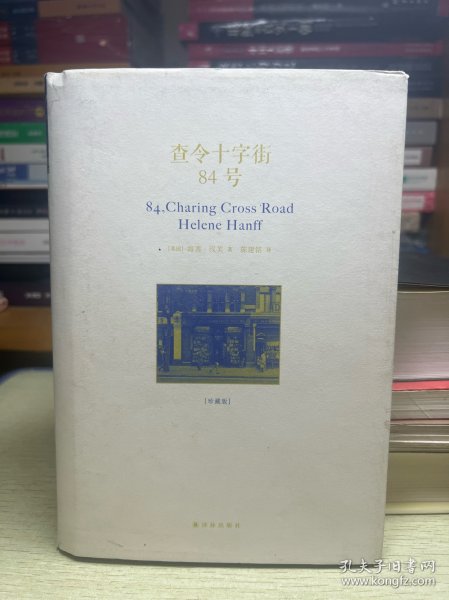 查令十字街
84号
84, Charing Cross Road
Helene Hanff
[美国] 海莲·汉芙 著 陈建铭 译
[珍藏版]
译林出版社
孔夫子旧书网
www.kongfz.com